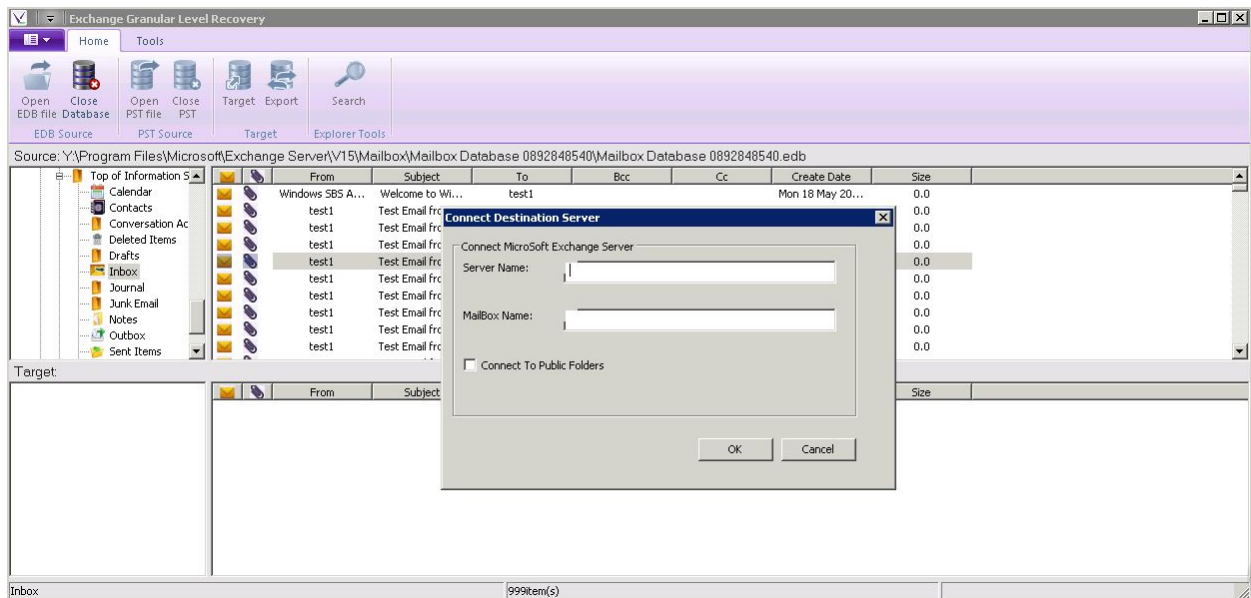 Exchange Granular Level Recovery
Home Tools
Open EDB file Close Database Open PST file Close PST Target Export Search
EDB Source PST Source Target Explorer Tools
Source: Y:\Program Files\Microsoft\Exchange Server\V15\Mailbox\Mailbox Database 0892848540\Mailbox Database 0892848540.edb
Top of Information S
Calendar
Contacts
Conversation Ac
Deleted Items
Drafts
Inbox
Journal
Junk Email
Notes
Outbox
Sent Items
From Subject To Bcc Cc Create Date Size
Windows SBS A... Welcome to Wi... test1 Mon 18 May 20... 0.0
test1 Test Email fro 0.0
test1 Test Email fro 0.0
test1 Test Email fro 0.0
test1 Test Email fro 0.0
test1 Test Email fro 0.0
test1 Test Email fro 0.0
test1 Test Email fro 0.0
test1 Test Email fro 0.0
test1 Test Email fro 0.0
Connect Destination Server
Connect MicroSoft Exchange Server
Server Name:
MailBox Name:
Connect To Public Folders
OK Cancel
Target:
From Subject Size
Inbox 999item(s)